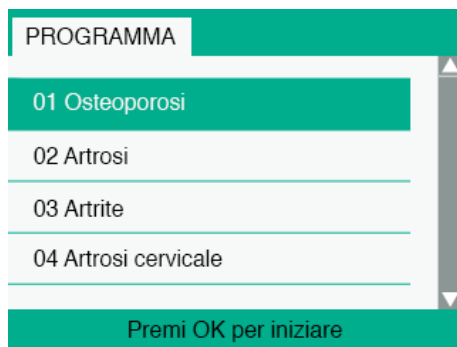 PROGRAMMA
01 Osteoporosi
02 Artrosi
03 Artrite
04 Artrosi cervicale
Premi OK per iniziare